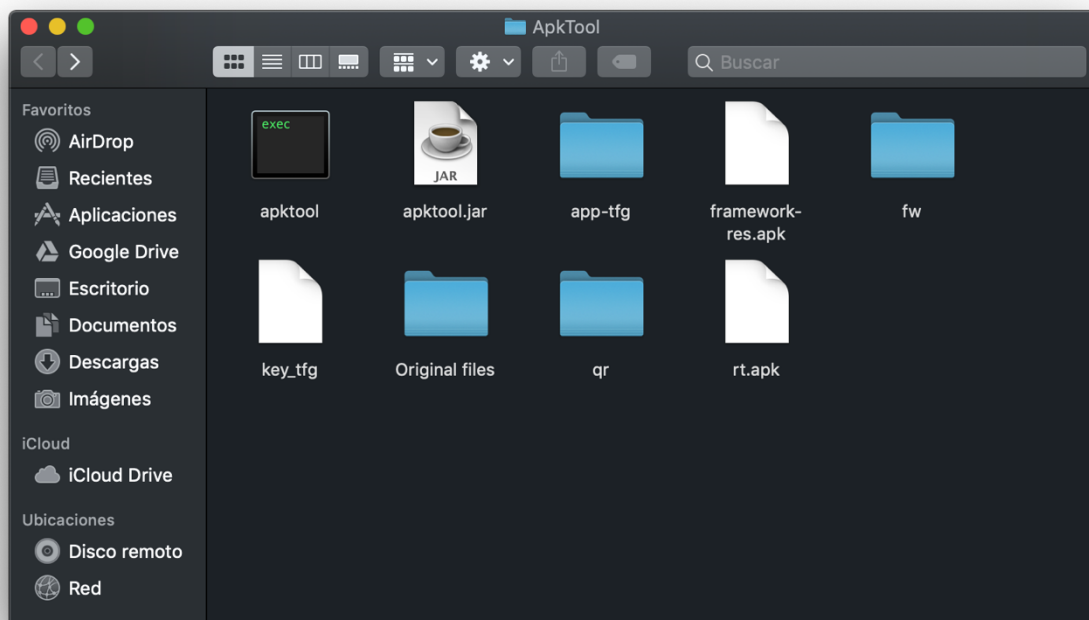 ApkTool
Buscar
Favoritos
AirDrop
Recientes
Aplicaciones
Google Drive
Escritorio
Documentos
Descargas
Imágenes
iCloud
iCloud Drive
Ubicaciones
Disco remoto
Red
exec
JAR
apktool
apktool.jar
app-tfg
framework-
res.apk
fw
key_tfg
Original files
qr
rt.apk